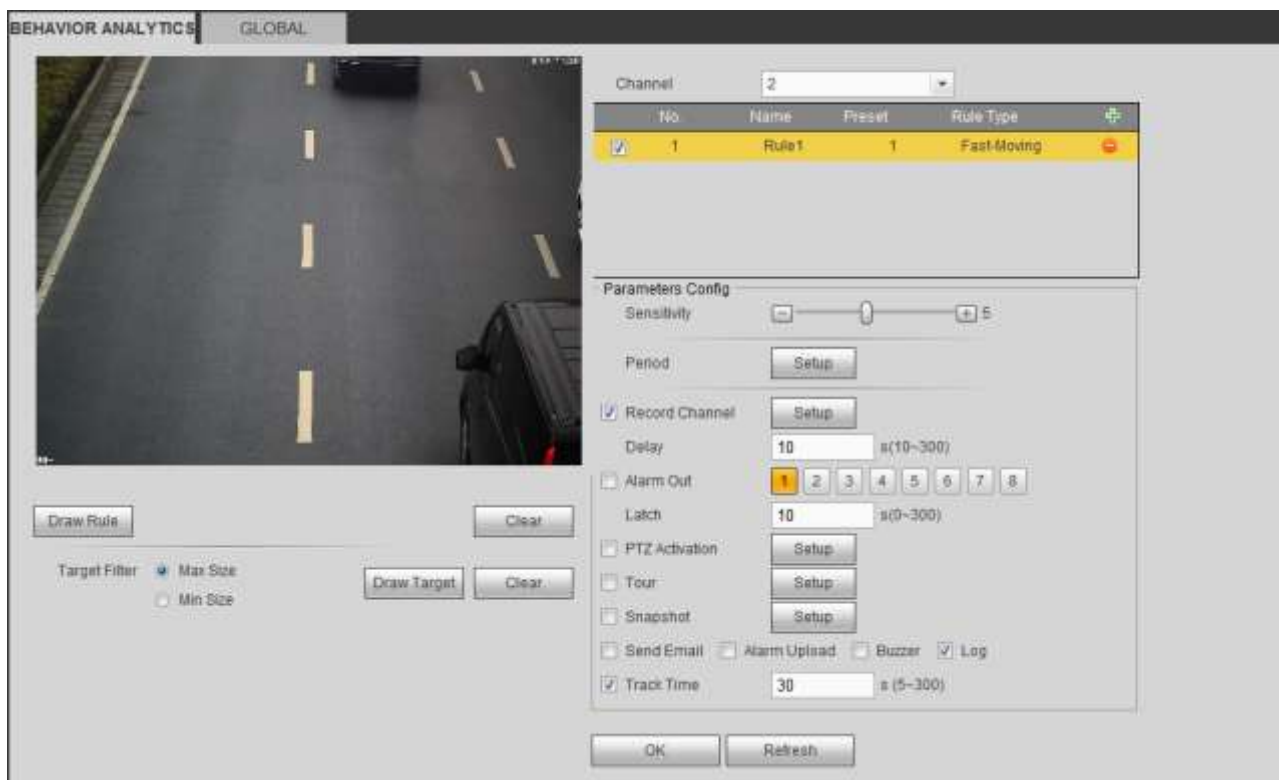 BEHAVIOR ANALYTICS GLOBAL
Channel 2
No. Name Preset Rule Type
1 Rule1 1 Fast-Moving
Parameters Config
Sensitivity 5
Period Setup
Record Channel Setup
Delay 10 s(10~300)
Alarm Out 1 2 3 4 5 6 7 8
Latch 10 s(0~300)
PTZ Activation Setup
Tour Setup
Snapshot Setup
Send Email Alarm Upload Buzzer Log
Track Time 30 s (5~300)
OK Refresh
Draw Rule Clear
Target Filter Max Size Draw Target Clear
Min Size